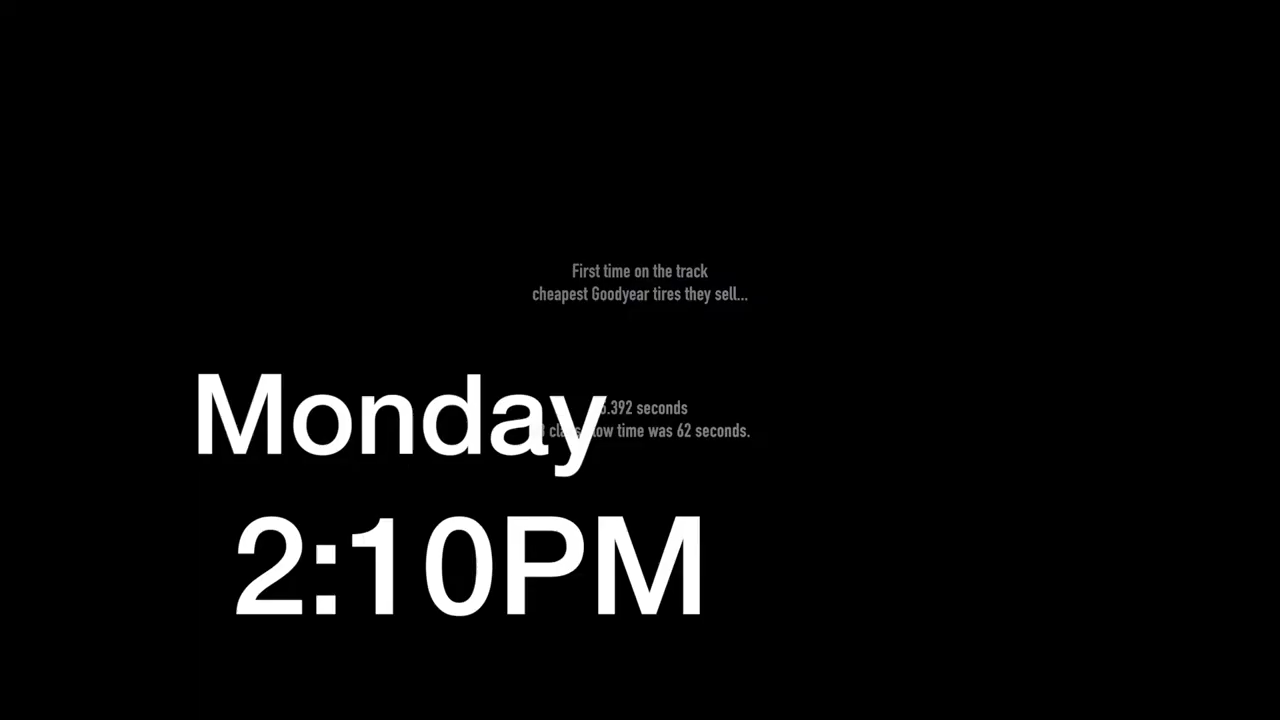 First time on the track
cheapest Goodyear tires they sell...
.392 seconds
time was 62 seconds.
Monday
2:10PM